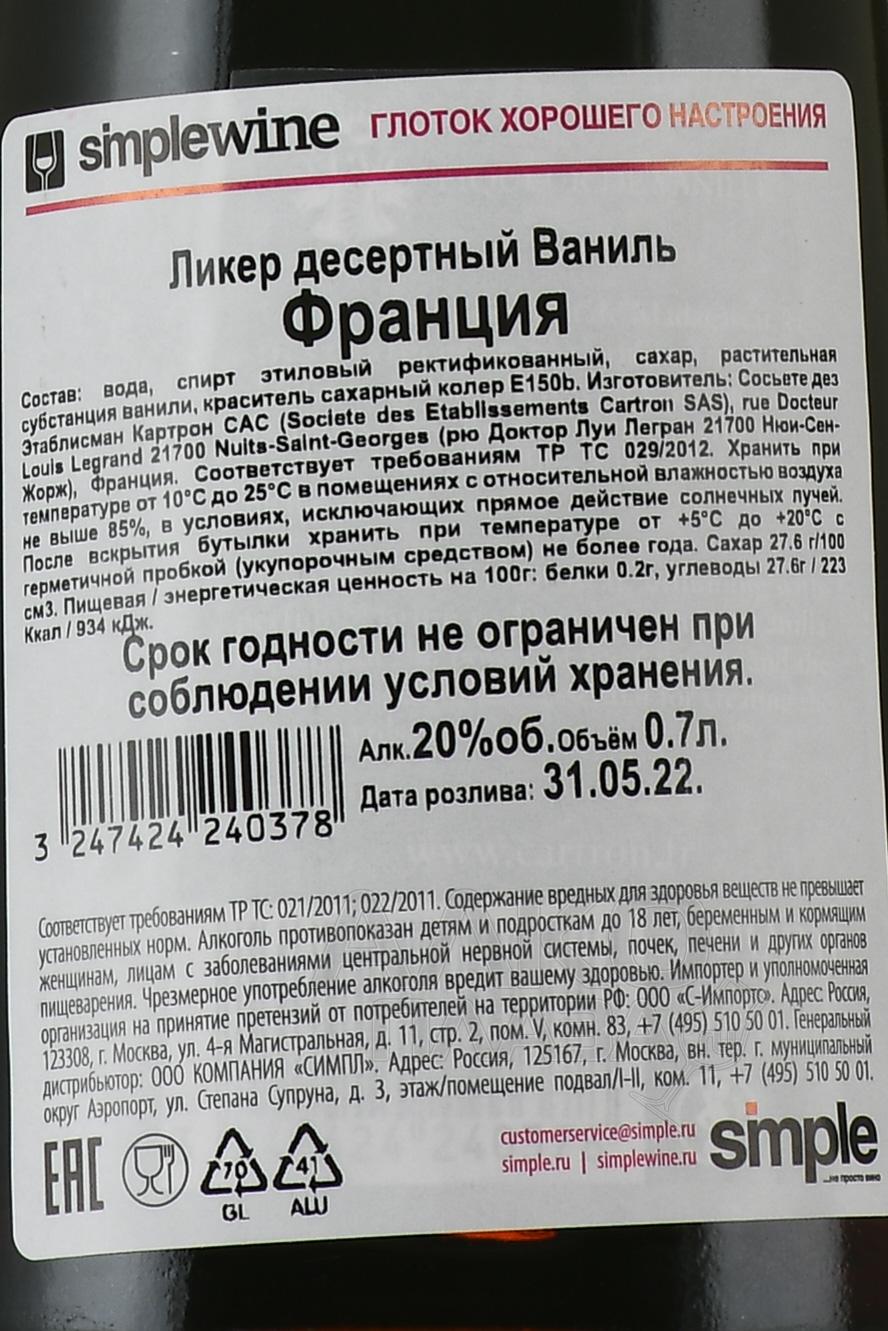 simplewine ГЛОТОК ХОРОШЕГО НАСТРОЕНИЯ
Ликер десертный Ваниль
Франция
Состав: вода, спирт этиловый ректификованный, сахар, растительная
субстанция ванили, краситель сахарный колер Е150b. Изготовитель: Сосьете дез
Этаблисман Картрон САС (Societe des Etablissements Cartron SAS), rue Docteur
Louis Legrand 21700 Nuits-Saint-Georges (рю Доктор Луи Легран 21700 Нюи-Сен-
Жорж), Франция. Соответствует требованиям ТР ТС 029/2012. Хранить при
температуре от 10°C до 25°C в помещениях с относительной влажностью воздуха
не выше 85%, в условиях, исключающих прямое действие солнечных лучей.
После вскрытия бутылки хранить при температуре от +5°C до +20°C с
герметичной пробкой (укупорочным средством) не более года. Сахар 27.6 г/100
см3. Пищевая / энергетическая ценность на 100г: белки 0.2г, углеводы 27.6г / 223
Ккал / 934 кДж.
Срок годности не ограничен при
соблюдении условий хранения.
Алк.20%об.Объём 0.7л.
Дата розлива: 31.05.22.
3 247424 240378
Соответствует требованиям ТР ТС: 021/2011; 022/2011. Содержание вредных для здоровья веществ не превышает
установленных норм. Алкоголь противопоказан детям и подросткам до 18 лет, беременным и кормящим
женщинам, лицам с заболеваниями центральной нервной системы, почек, печени и других органов
пищеварения. Чрезмерное употребление алкоголя вредит вашему здоровью. Импортер и уполномоченная
организация на принятие претензий от потребителей на территории РФ: ООО «С-Импортс». Адрес: Россия,
123308, г. Москва, ул. 4-я Магистральная, д. 11, стр. 2, пом. V, комн. 83, +7 (495) 510 50 01. Генеральный
дистрибьютор: ООО КОМПАНИЯ «СИМПЛ». Адрес: Россия, 125167, г. Москва, вн. тер. г. муниципальный
округ Аэропорт, ул. Степана Супруна, д. 3, этаж/помещение подвал/I-II, ком. 11, +7 (495) 510 50 01.
EAC
70
GL
41
ALU
customerservice@simple.ru
simple.ru | simplewine.ru
simple
...не просто вино